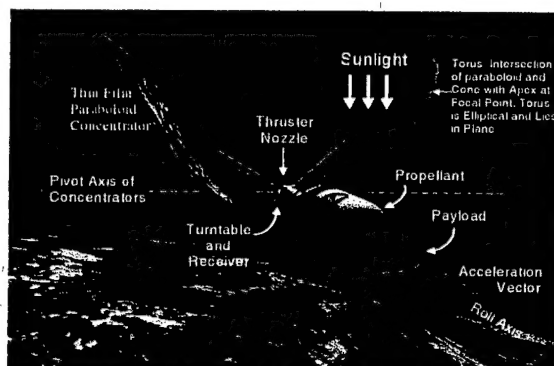 Sunlight
Torus Intersection
of paraboloid and
Cone with Apex at
Focal Point. Torus
is Elliptical and Lies
in Plane
Thin Film
Paraboloid
Concentrator
Thruster
Nozzle
Pivot Axis of
Concentrators
Propellant
Turntable
and
Receiver
Payload
Acceleration
Vector
Roll Axis